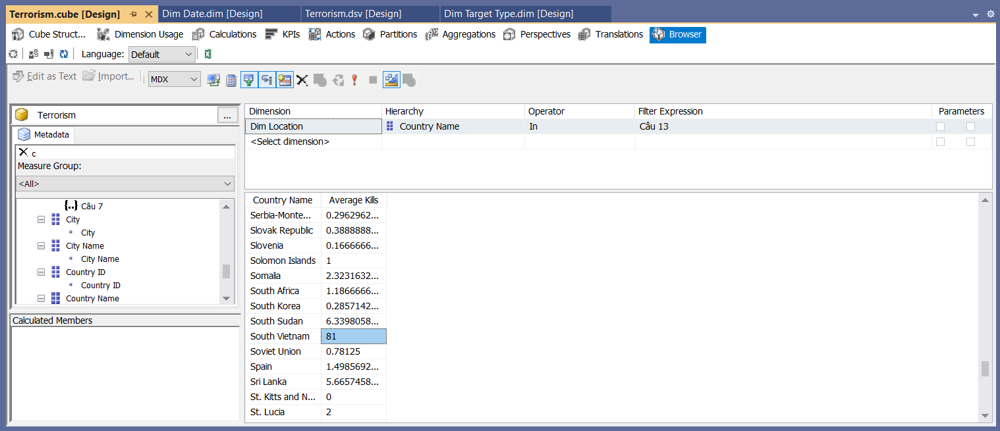 Terrorism.cube [Design] Dim Date.dim [Design] Terrorism.dsv [Design] Dim Target Type.dim [Design]
Cube Struct... Dimension Usage Calculations KPIs Actions Partitions Aggregations Perspectives Translations Browser
Language: Default
Edit as Text Import... MDX
Terrorism ...
Metadata
c
Measure Group:
<All>
{..} Câu 7
City
City
City Name
City Name
Country ID
Country ID
Country Name
Calculated Members
Dimension Hierarchy Operator Filter Expression Parameters
Dim Location Country Name In Câu 13
<Select dimension>
Country Name Average Kills
Serbia-Monte... 0.2962962...
Slovak Republic 0.3888888...
Slovenia 0.1666666...
Solomon Islands 1
Somalia 2.3231632...
South Africa 1.1866666...
South Korea 0.2857142...
South Sudan 6.3398058...
South Vietnam 81
Soviet Union 0.78125
Spain 1.4985692...
Sri Lanka 5.6657458...
St. Kitts and N... 0
St. Lucia 2